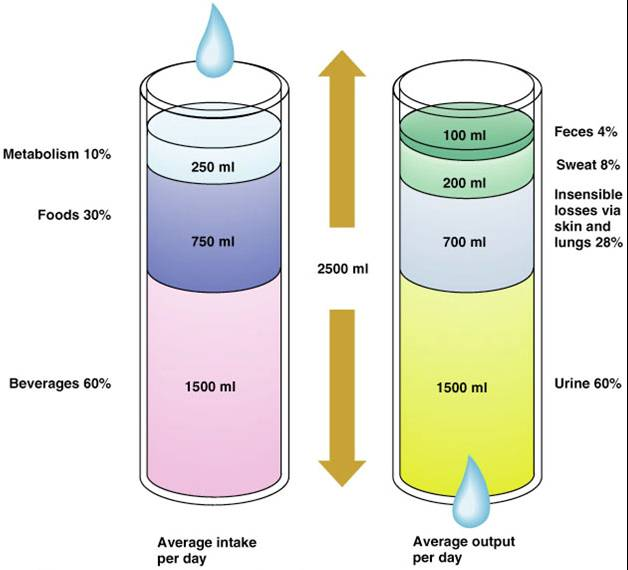 Metabolism 10%
250 ml
Foods 30%
750 ml
Beverages 60%
1500 ml
Average intake
per day
2500 ml
100 ml
Feces 4%
200 ml
Sweat 8%
700 ml
Insensible
losses via
skin and
lungs 28%
1500 ml
Urine 60%
Average output
per day